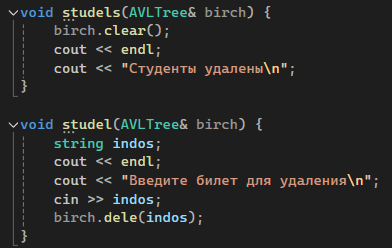 void studels(AVLTree& birch) {
    birch.clear();
    cout << endl;
    cout << "Студенты удалены\n";
}
void studel(AVLTree& birch) {
    string indos;
    cout << endl;
    cout << "Введите билет для удаления\n";
    cin >> indos;
    birch.dele(indos);
}